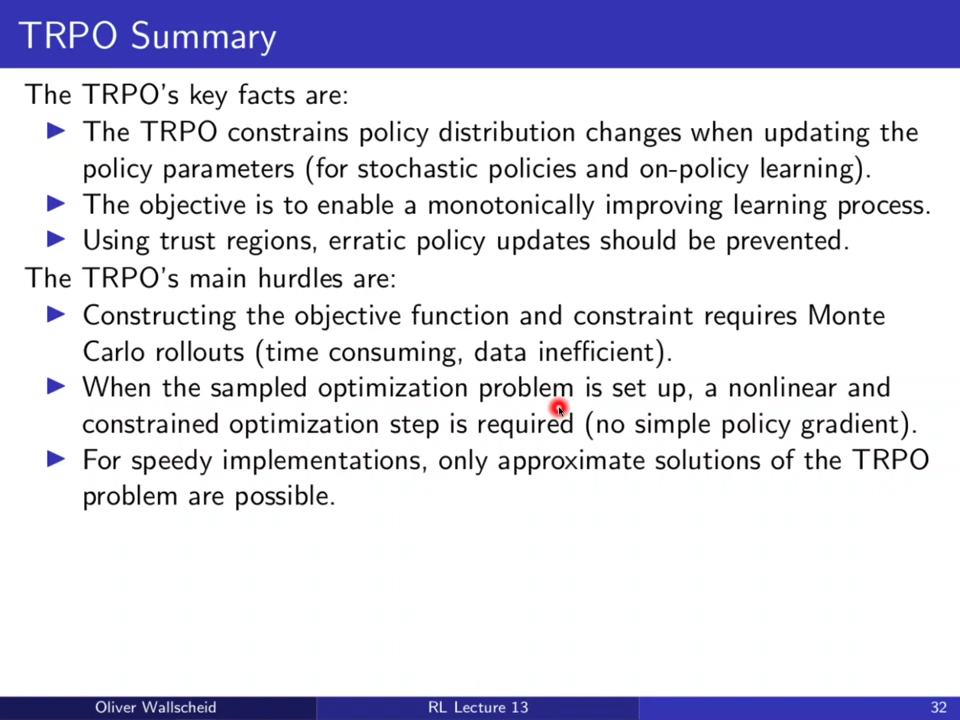 TRPO Summary
The TRPO's key facts are:
▶ The TRPO constrains policy distribution changes when updating the
policy parameters (for stochastic policies and on-policy learning).
▶ The objective is to enable a monotonically improving learning process.
▶ Using trust regions, erratic policy updates should be prevented.
The TRPO's main hurdles are:
▶ Constructing the objective function and constraint requires Monte
Carlo rollouts (time consuming, data inefficient).
▶ When the sampled optimization problem is set up, a nonlinear and
constrained optimization step is required (no simple policy gradient).
▶ For speedy implementations, only approximate solutions of the TRPO
problem are possible.
Oliver Wallscheid RL Lecture 13 32